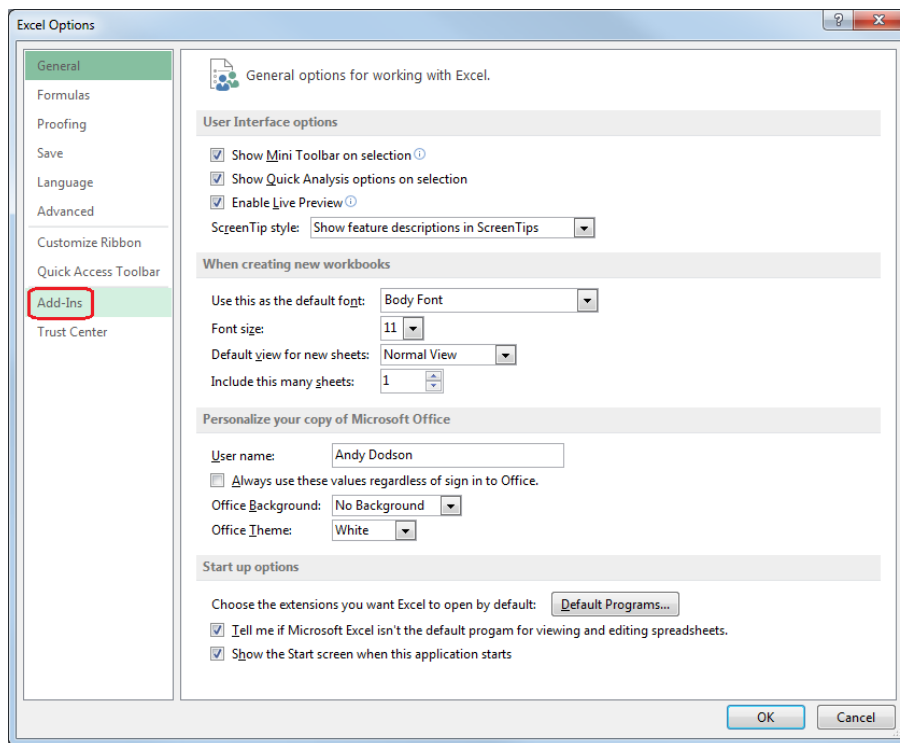 Excel Options
General
Formulas
Proofing
Save
Language
Advanced
Customize Ribbon
Quick Access Toolbar
Add-Ins
Trust Center
General options for working with Excel.
User Interface options
Show Mini Toolbar on selection
Show Quick Analysis options on selection
Enable Live Preview
ScreenTip style: Show feature descriptions in ScreenTips
When creating new workbooks
Use this as the default font: Body Font
Font size: 11
Default view for new sheets: Normal View
Include this many sheets: 1
Personalize your copy of Microsoft Office
User name: Andy Dodson
Always use these values regardless of sign in to Office.
Office Background: No Background
Office Theme: White
Start up options
Choose the extensions you want Excel to open by default: Default Programs...
Tell me if Microsoft Excel isn't the default progam for viewing and editing spreadsheets.
Show the Start screen when this application starts
OK Cancel